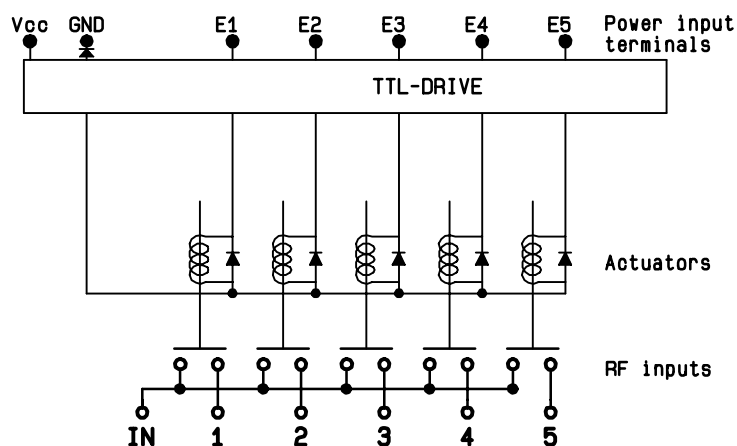 Vcc GND E1 E2 E3 E4 E5 Power input
terminals
TTL-DRIVE
Actuators
RF inputs
IN 1 2 3 4 5